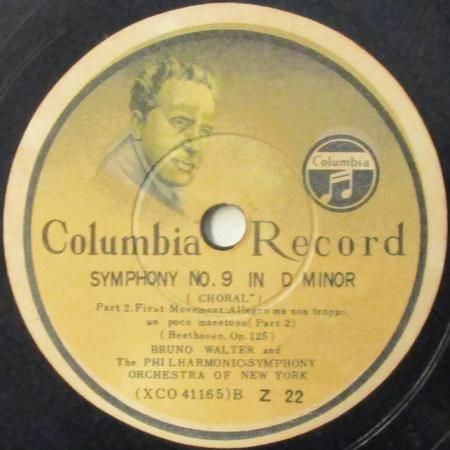 Columbia
Columbia Record
SYMPHONY NO. 9 IN D MINOR
( CHORAL")
Part 2. First Movement: Allegro ma non troppo,
un poco maestoso (Part 2)
(Beethoven, Op. 125)
BRUNO WALTER and
The PHILHARMONIC-SYMPHONY
ORCHESTRA OF NEW YORK
(XCO 41165) B Z 22